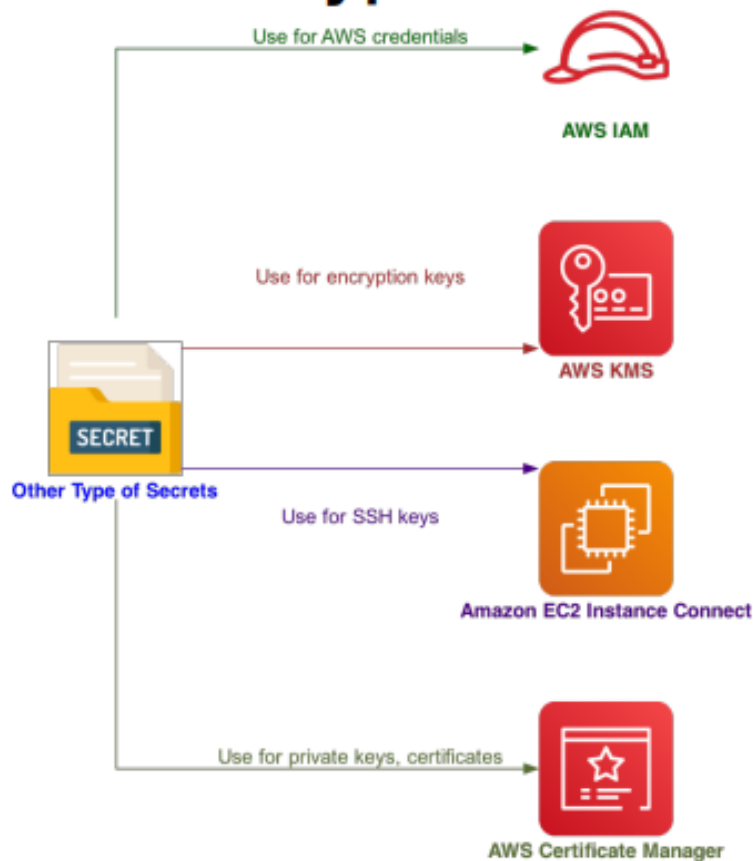 Use for AWS credentials
AWS IAM
Use for encryption keys
AWS KMS
SECRET
Other Type of Secrets
Use for SSH keys
Amazon EC2 Instance Connect
Use for private keys, certificates
AWS Certificate Manager